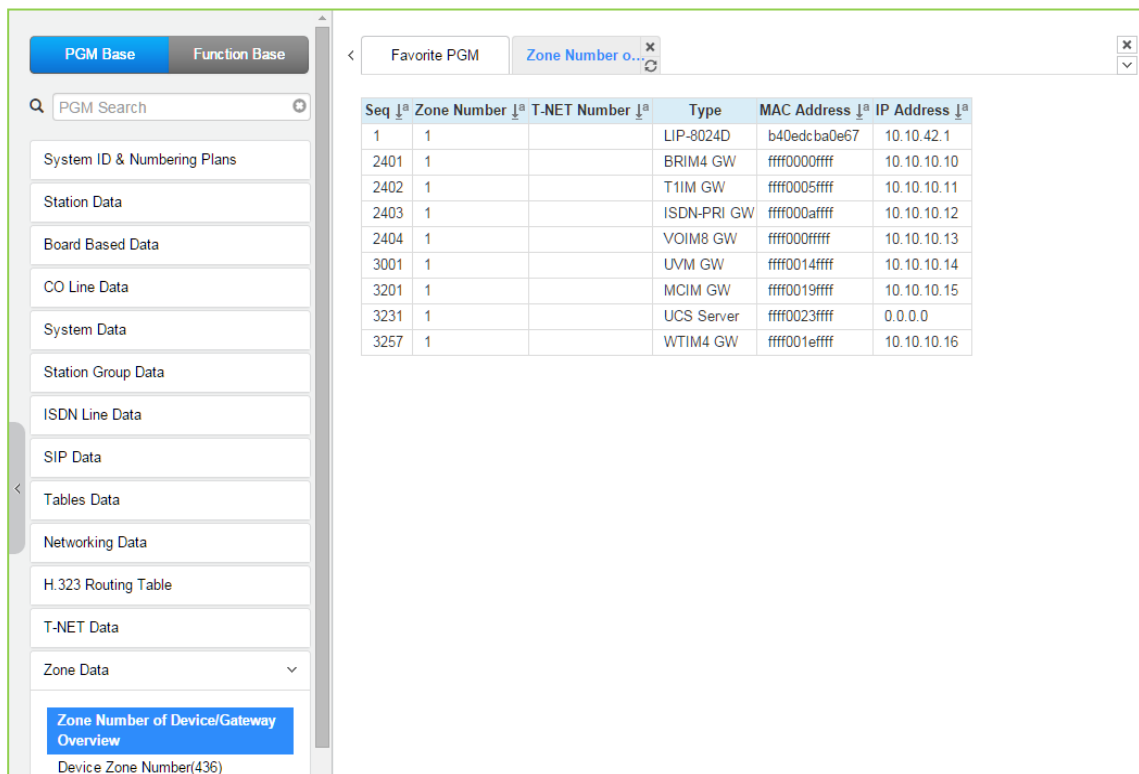 PGM Base Function Base
PGM Search
System ID & Numbering Plans
Station Data
Board Based Data
CO Line Data
System Data
Station Group Data
ISDN Line Data
SIP Data
Tables Data
Networking Data
H.323 Routing Table
T-NET Data
Zone Data
Zone Number of Device/Gateway
Overview
Device Zone Number(436)
Favorite PGM Zone Number o...
Seq Zone Number T-NET Number Type MAC Address IP Address
1 1 LIP-8024D b40edcba0e67 10.10.42.1
2401 1 BRIM4 GW ffff0000ffff 10.10.10.10
2402 1 T1IM GW ffff0005ffff 10.10.10.11
2403 1 ISDN-PRI GW ffff000affff 10.10.10.12
2404 1 VOIM8 GW ffff000fffff 10.10.10.13
3001 1 UVM GW ffff0014ffff 10.10.10.14
3201 1 MCIM GW ffff0019ffff 10.10.10.15
3231 1 UCS Server ffff0023ffff 0.0.0.0
3257 1 WTIM4 GW ffff001effff 10.10.10.16